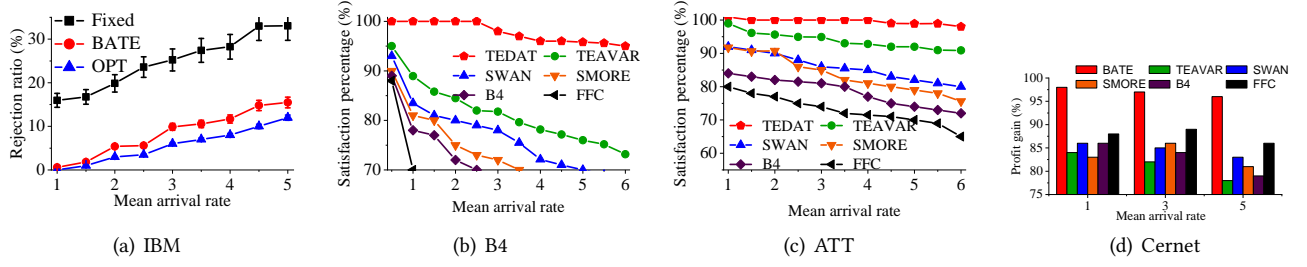 Rejection ratio (%)
30
20
10
0
Fixed
BATE
OPT
1 2 3 4 5
Mean arrival rate
(a) IBM
Satisfaction percentage (%)
100
90
80
70
TEDAT TEAVAR
SWAN SMORE
B4 FFC
1 2 3 4 5 6
Mean arrival rate
(b) B4
Satisfaction percentage (%)
100
90
80
70
60
TEDAT TEAVAR
SWAN SMORE
B4 FFC
1 2 3 4 5 6
Mean arrival rate
(c) ATT
Profit gain (%)
100
95
90
85
80
75
BATE TEAVAR SWAN
SMORE B4 FFC
1 3 5
Mean arrival rate
(d) Cernet